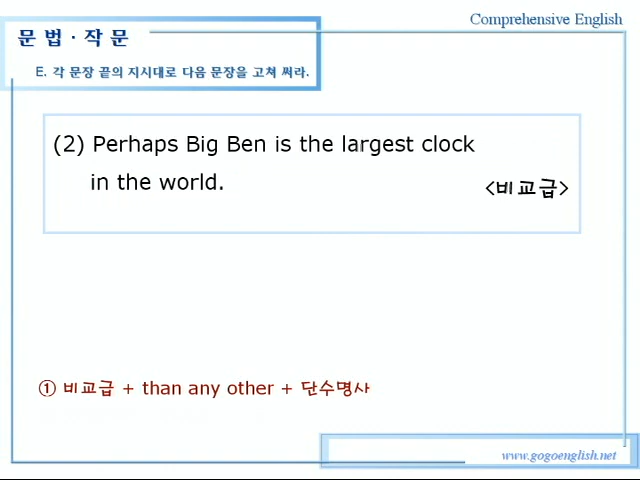 Comprehensive English
문 법 · 작 문
E. 각 문장 끝의 지시대로 다음 문장을 고쳐 써라.
(2) Perhaps Big Ben is the largest clock
in the world.
<비교급>
① 비교급 + than any other + 단수명사
www.gogoenglish.net